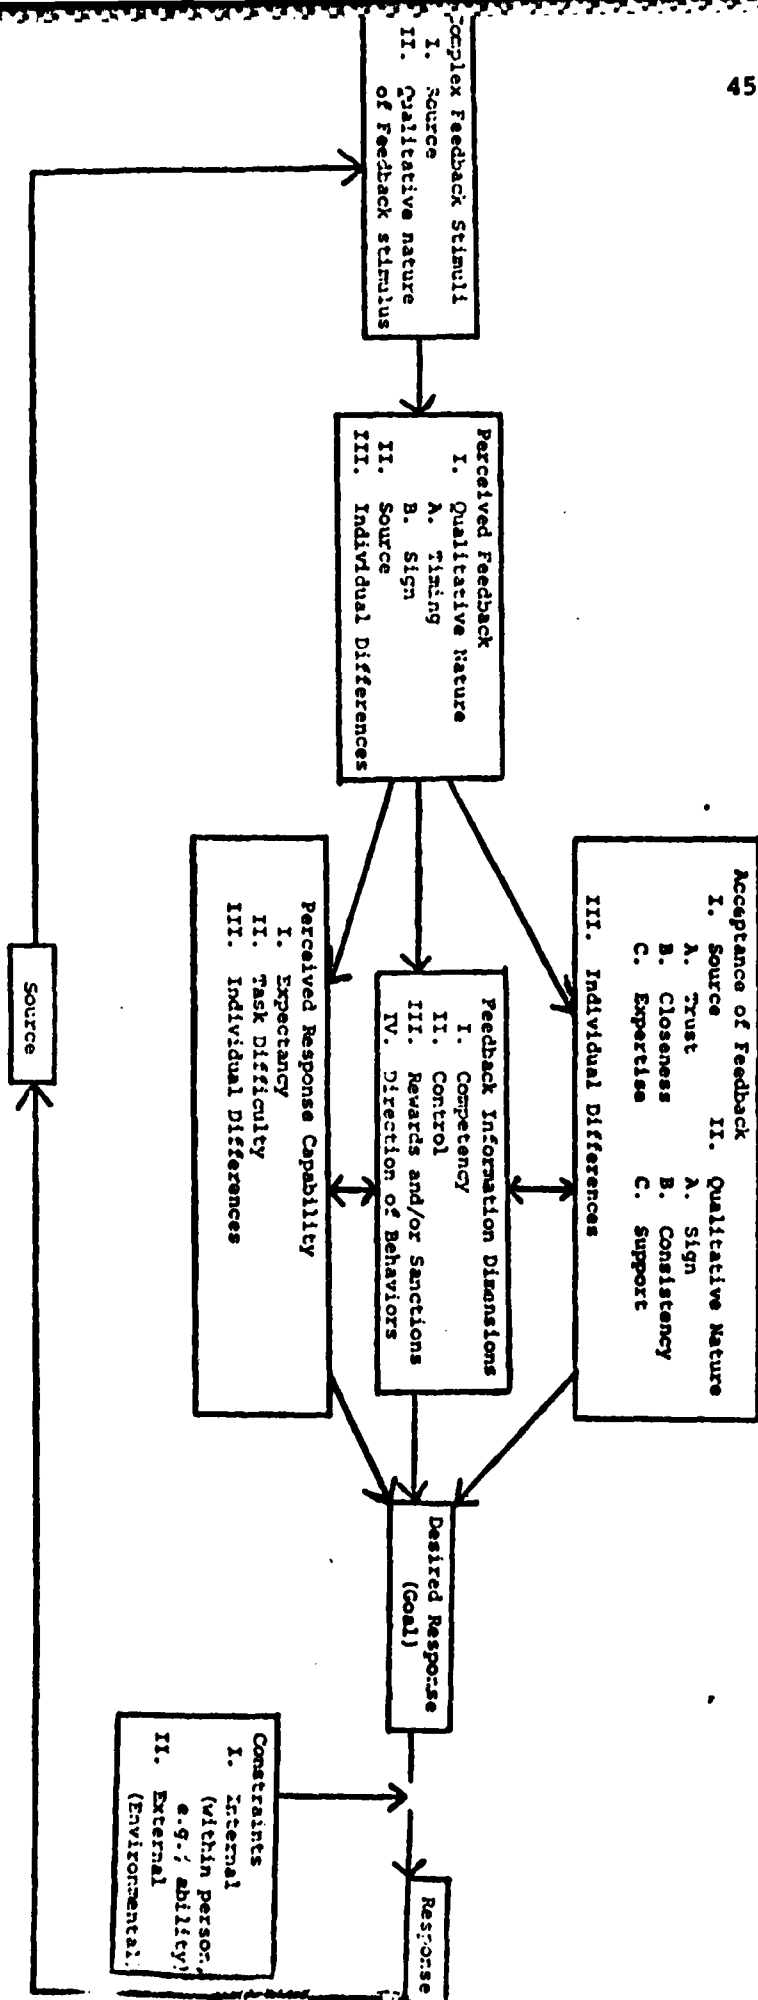 45
Complex Feedback Stimuli
I. Source
II. Qualitative nature
of Feedback stimulus
Perceived Feedback
I. Qualitative Nature
A. Timing
B. Sign
II. Source
III. Individual Differences
Acceptance of Feedback
I. Source II. Qualitative Nature
A. Trust A. Sign
B. Closeness B. Consistency
C. Expertise C. Support
III. Individual Differences
Feedback Information Dimensions
I. Competency
II. Control
III. Rewards and/or Sanctions
IV. Direction of Behaviors
Perceived Response Capability
I. Expectancy
II. Task Difficulty
III. Individual Differences
Desired Response
(Goal)
Constraints
I. Internal
(within person,
e.g., ability)
II. External
(Environmental
Response
Source